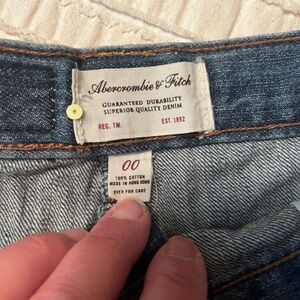 Abercrombie & Fitch
GUARANTEED DURABILITY
SUPERIOR QUALITY DENIM
REG. TM. EST. 1892
00
100% COTTON
MADE IN HONG KONG
OVER FOR CARE